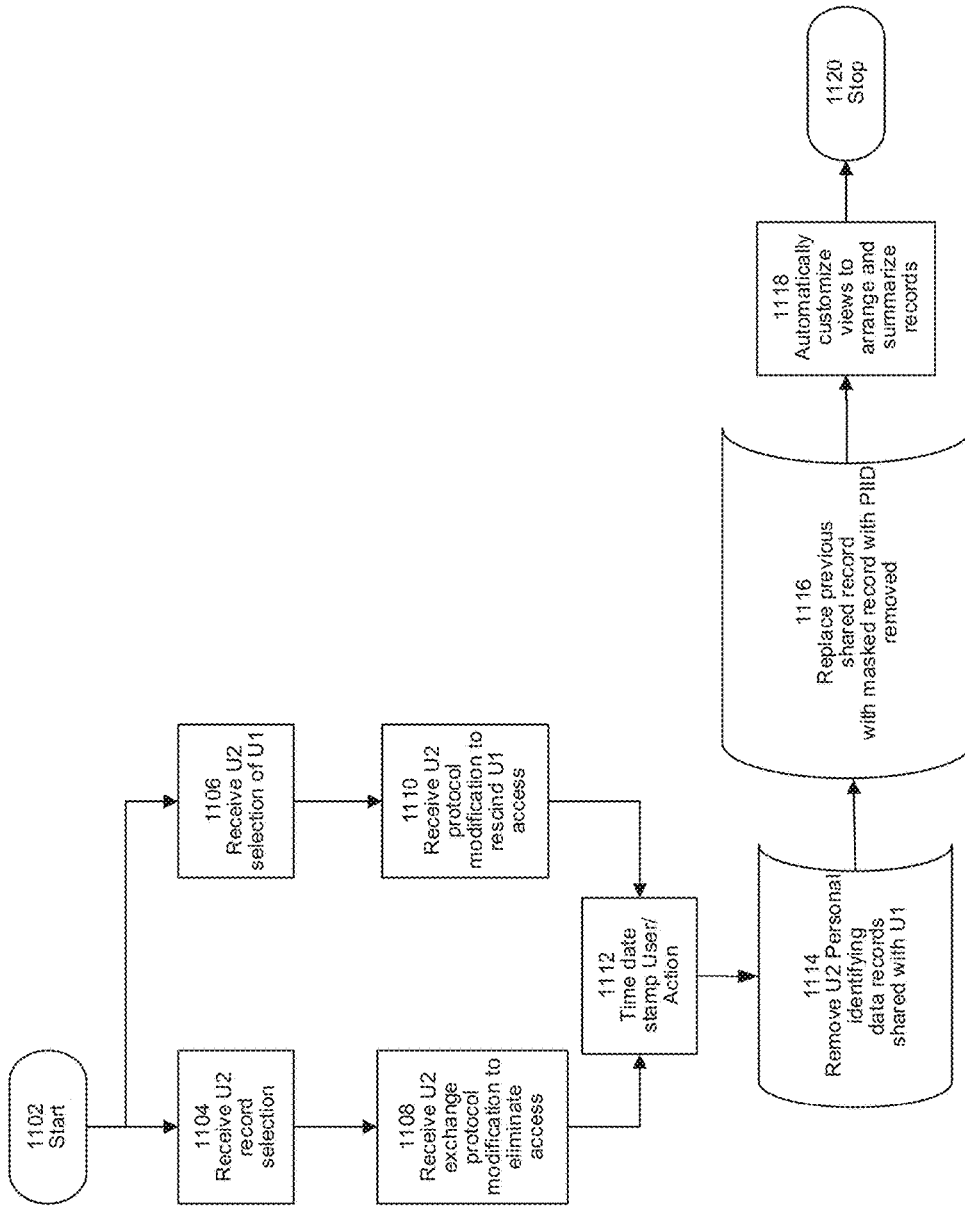 1102
Start
1104
Receive U2
record
selection
1106
Receive U2
selection of U1
1108
Receive U2
exchange
protocol
modification to
eliminate
access
1110
Receive U2
protocol
modification to
rescind U1
access
1112
Time date
stamp User/
Action
1114
Remove U2 Personal
identifying
data records
shared with U1
1116
Replace previous
shared record
with masked record with PIID
removed
1118
Automatically
customize
views to
arrange and
summarize
records
1120
Stop